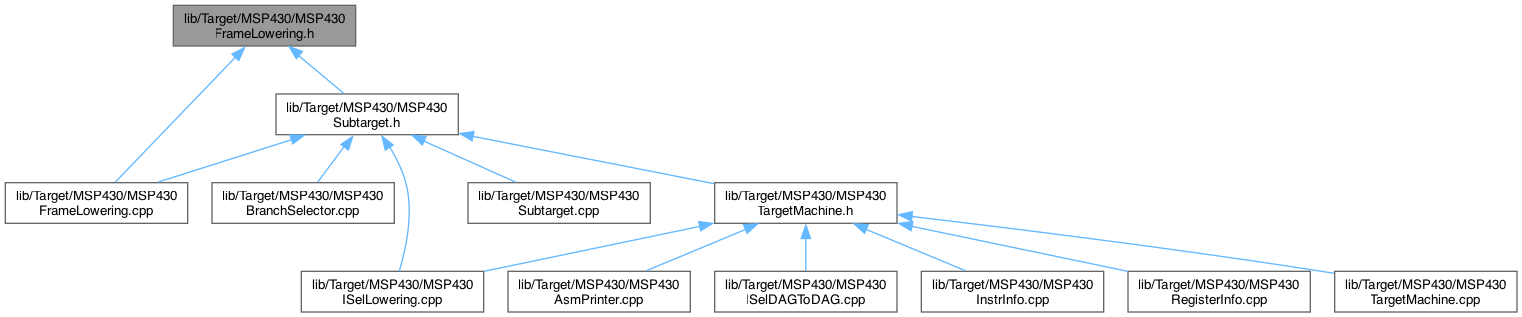 lib/Target/MSP430/MSP430
FrameLowering.h
lib/Target/MSP430/MSP430
Subtarget.h
lib/Target/MSP430/MSP430
FrameLowering.cpp
lib/Target/MSP430/MSP430
BranchSelector.cpp
lib/Target/MSP430/MSP430
Subtarget.cpp
lib/Target/MSP430/MSP430
TargetMachine.h
lib/Target/MSP430/MSP430
ISelLowering.cpp
lib/Target/MSP430/MSP430
AsmPrinter.cpp
lib/Target/MSP430/MSP430
ISelDAGToDAG.cpp
lib/Target/MSP430/MSP430
InstrInfo.cpp
lib/Target/MSP430/MSP430
RegisterInfo.cpp
lib/Target/MSP430/MSP430
TargetMachine.cpp